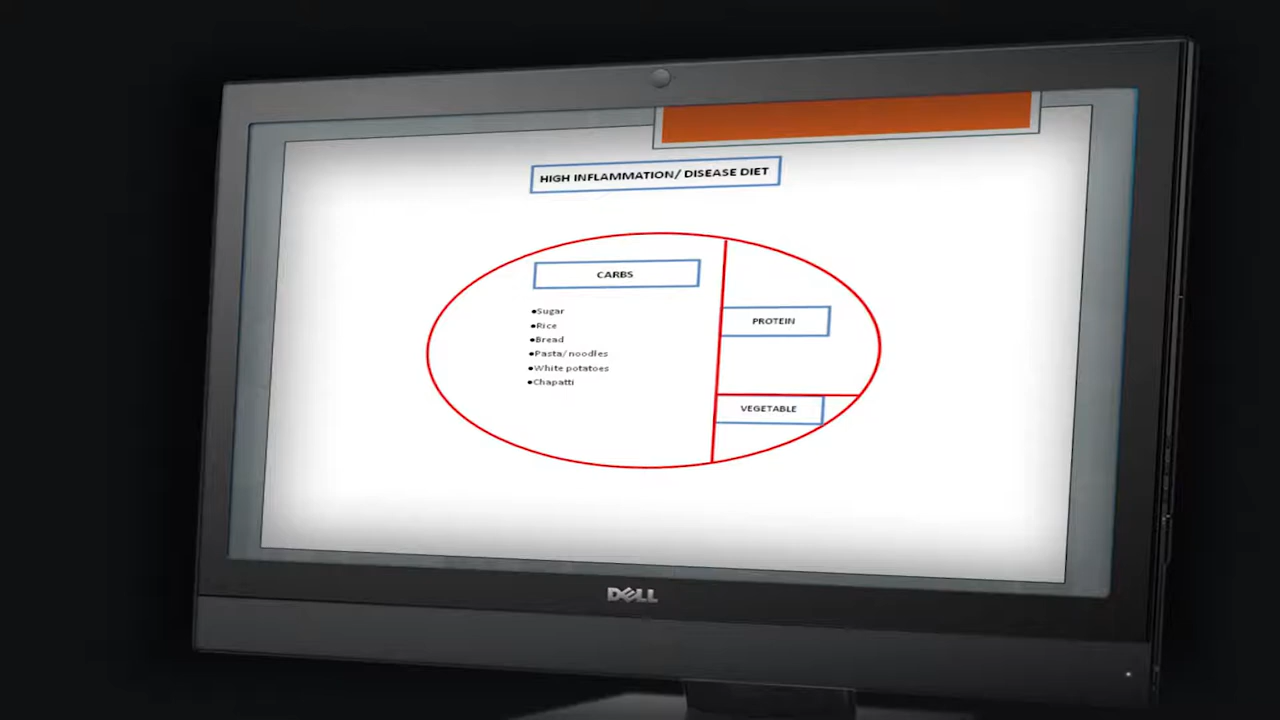 HIGH INFLAMMATION/ DISEASE DIET
CARBS
•Sugar
•Rice
•Bread
•Pasta/noodles
•White potatoes
•Chapatti
PROTEIN
VEGETABLE
DELL